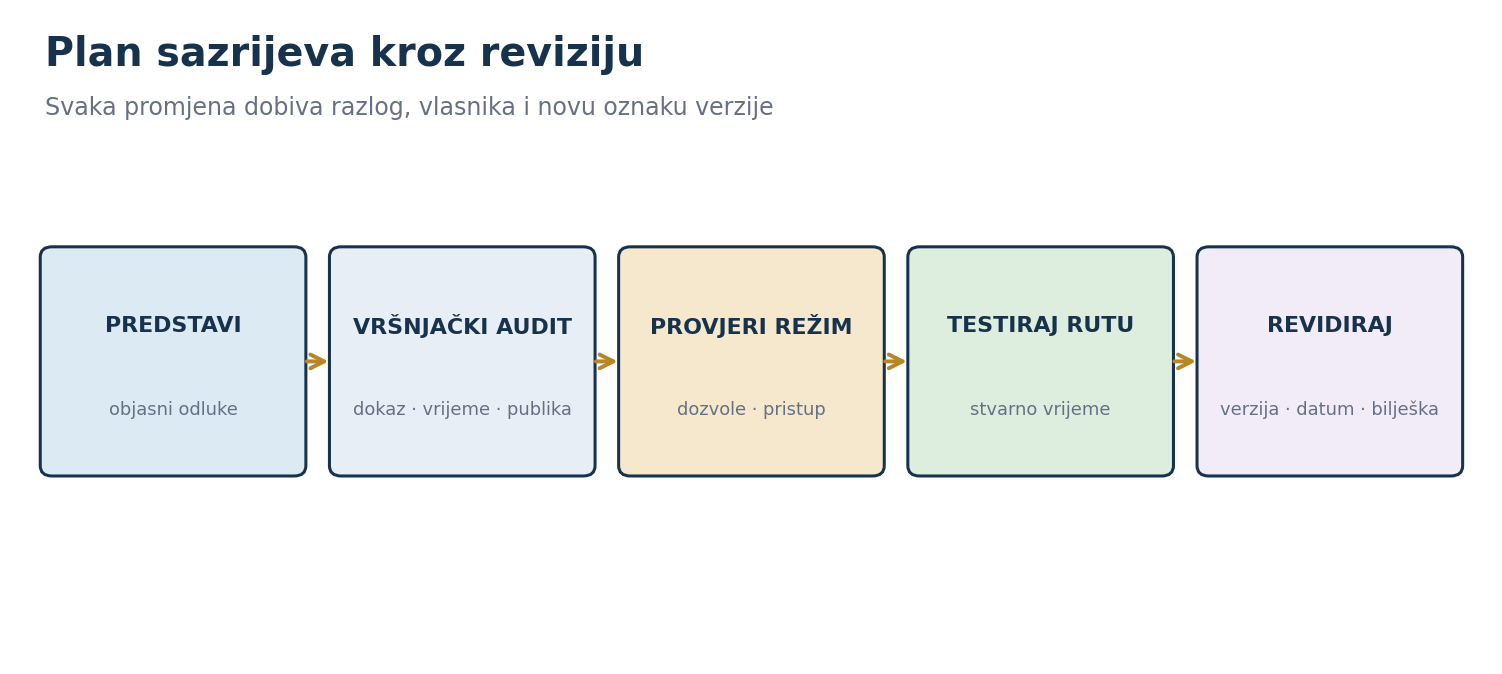 Plan sazrijeva kroz reviziju
Svaka promjena dobiva razlog, vlasnika i novu oznaku verzije
PREDSTAVI
objasni odluke
VRŠNJAČKI AUDIT
dokaz · vrijeme · publika
PROVJERI REŽIM
dozvole · pristup
TESTIRAJ RUTU
stvarno vrijeme
REVIDIRAJ
verzija · datum · bilješka